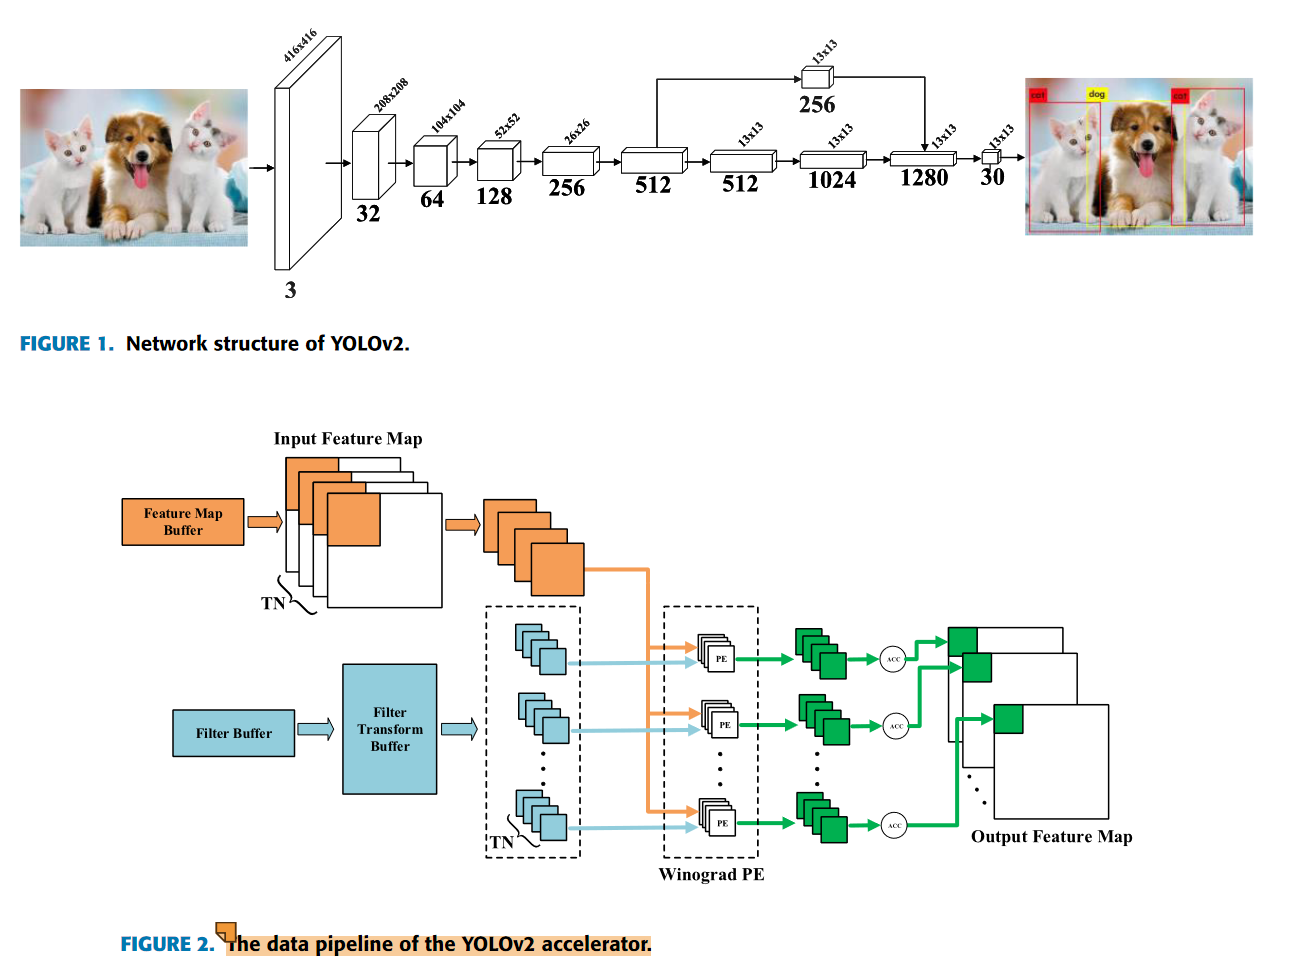 416x416
208x208
104x104
52x52
26x26
13x13
13x13
13x13
13x13
13x13
3
32
64
128
256
512
512
1024
256
1280
30
cat
dog
cat
FIGURE 1. Network structure of YOLOv2.
Input Feature Map
Feature Map
Buffer
TN
Filter Buffer
Filter
Transform
Buffer
TN
PE
PE
PE
Winograd PE
ACC
ACC
ACC
Output Feature Map
FIGURE 2. The data pipeline of the YOLOv2 accelerator.